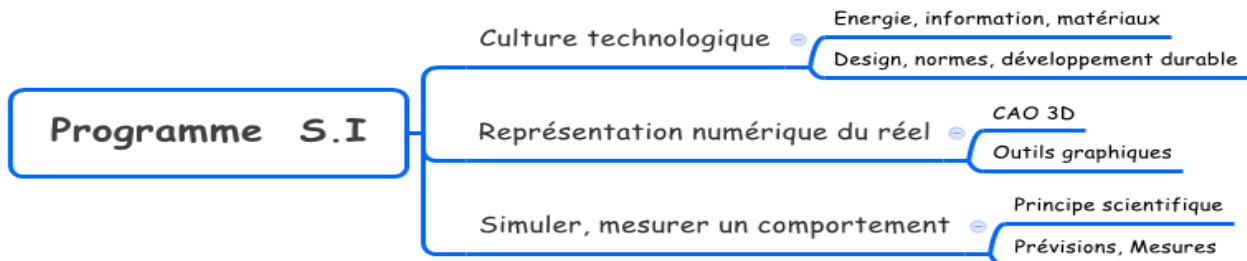 Programme S.I
Culture technologique
Energie, information, matériaux
Design, normes, développement durable
Représentation numérique du réel
CAO 3D
Outils graphiques
Simuler, mesurer un comportement
Principe scientifique
Prévisions, Mesures